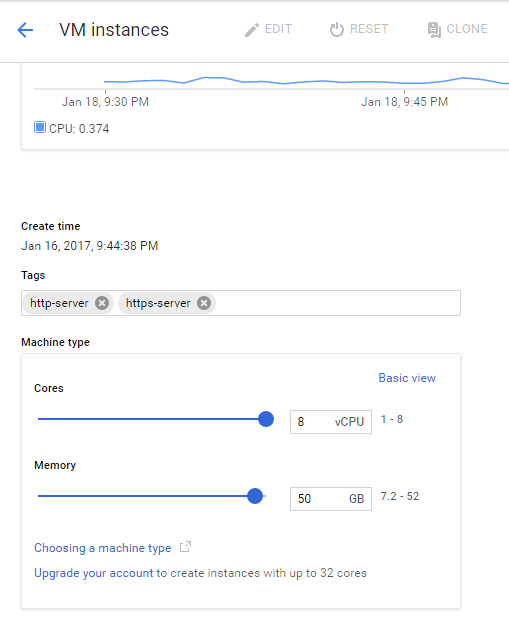 VM instances EDIT RESET CLONE
Jan 18, 9:30 PM Jan 18, 9:45 PM
CPU: 0.374
Create time
Jan 16, 2017, 9:44:38 PM
Tags
http-server https-server
Machine type
Basic view
Cores
8 vCPU 1 - 8
Memory
50 GB 7.2 - 52
Choosing a machine type
Upgrade your account to create instances with up to 32 cores